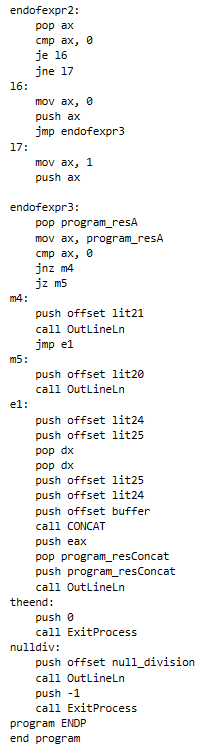 endofexpr2:
pop ax
cmp ax, 0
je l6
jne l7
l6:
mov ax, 0
push ax
jmp endofexpr3
l7:
mov ax, 1
push ax
endofexpr3:
pop program_resA
mov ax, program_resA
cmp ax, 0
jnz m4
jz m5
m4:
push offset lit21
call OutLineLn
jmp e1
m5:
push offset lit20
call OutLineLn
e1:
push offset lit24
push offset lit25
pop dx
pop dx
push offset lit25
push offset lit24
push offset buffer
call CONCAT
push eax
pop program_resConcat
push program_resConcat
call OutLineLn
theend:
push 0
call ExitProcess
nulldiv:
push offset null_division
call OutLineLn
push -1
call ExitProcess
program ENDP
end program